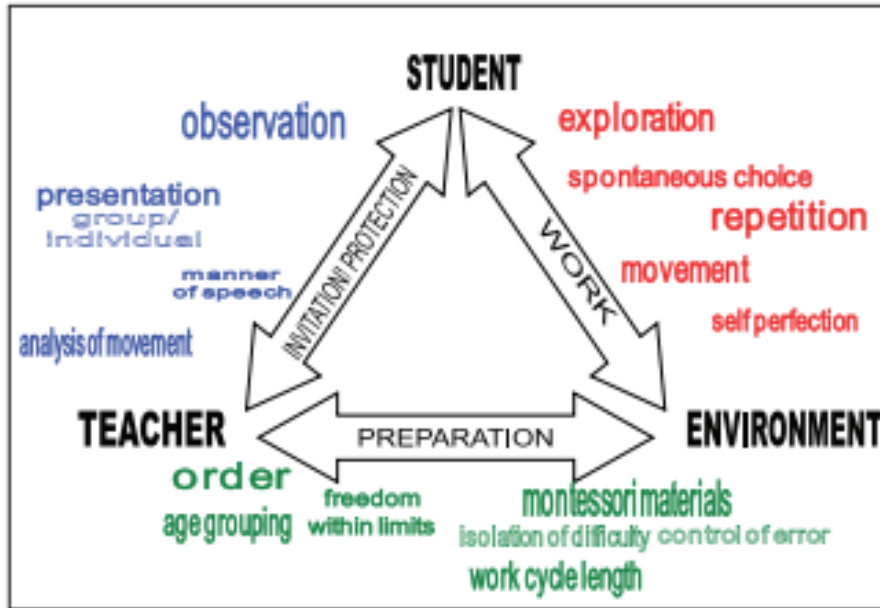 STUDENT
observation
exploration
presentation
group/
individual
spontaneous choice
repetition
manner
of speech
movement
analysis of movement
self perfection
INVITATION/ PROTECTION
WORK
TEACHER
PREPARATION
ENVIRONMENT
order
age grouping
freedom
within limits
montessori materials
isolation of difficulty
control of error
work cycle length